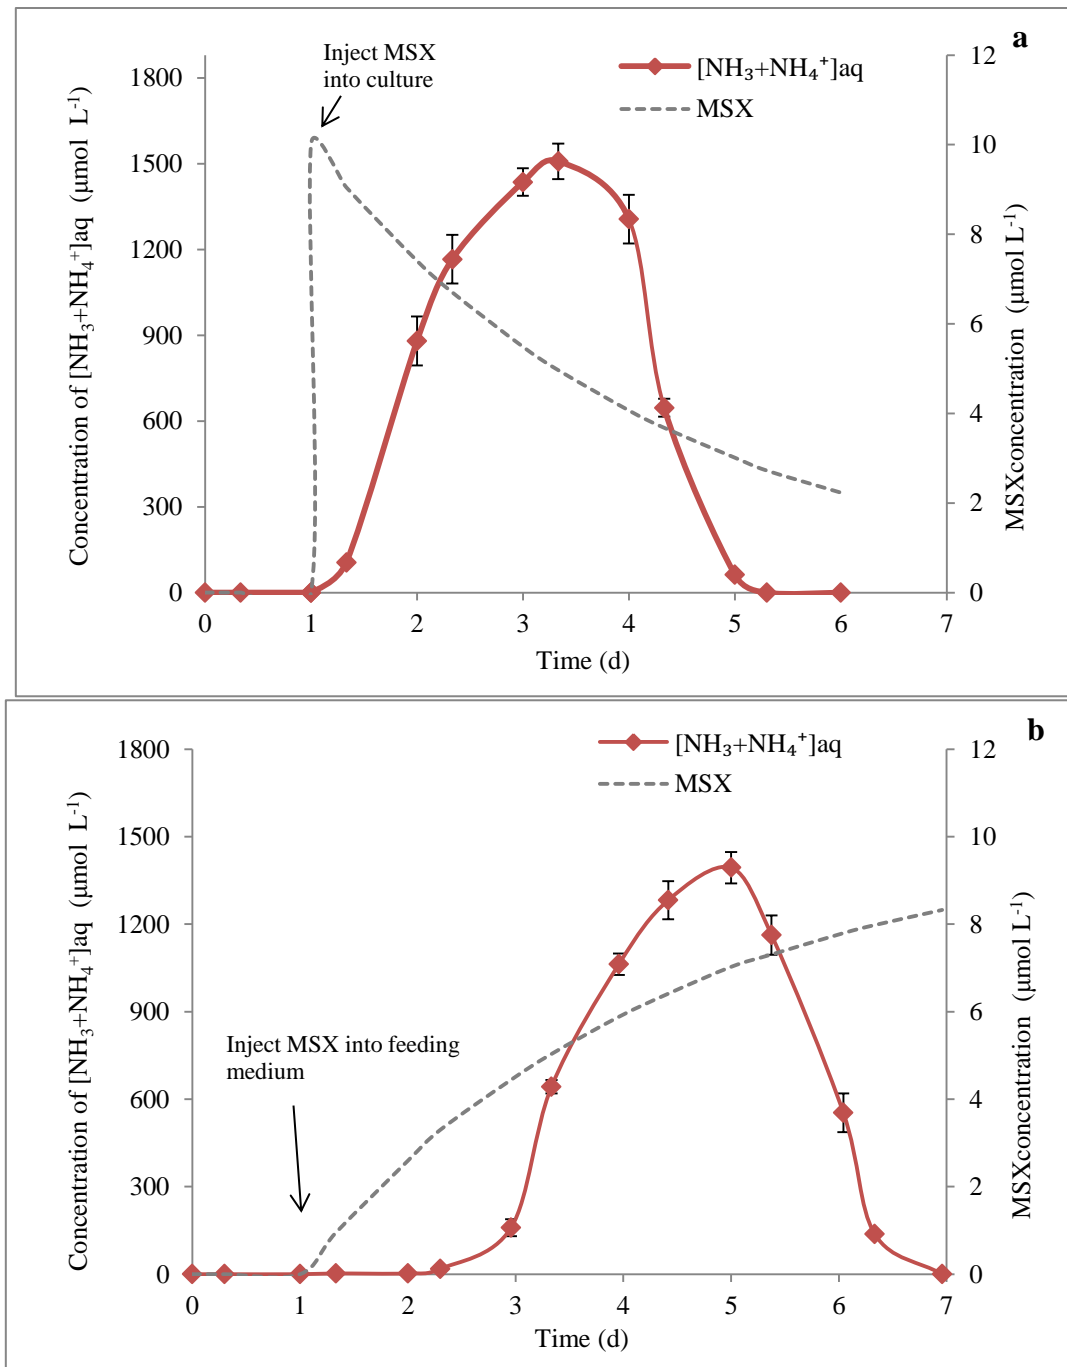 a
Inject MSX
into culture
[NH₃+NH₄⁺]aq
MSX
Concentration of [NH₃+NH₄⁺]aq (μmol L⁻¹)
1800
1500
1200
900
600
300
0
12
10
8
6
4
2
0
MSXconcentration (μmol L⁻¹)
0 1 2 3 4 5 6 7
Time (d)
b
[NH₃+NH₄⁺]aq
MSX
Inject MSX into feeding
medium
Concentration of [NH₃+NH₄⁺]aq (μmol L⁻¹)
1800
1500
1200
900
600
300
0
12
10
8
6
4
2
0
MSXconcentration (μmol L⁻¹)
0 1 2 3 4 5 6 7
Time (d)